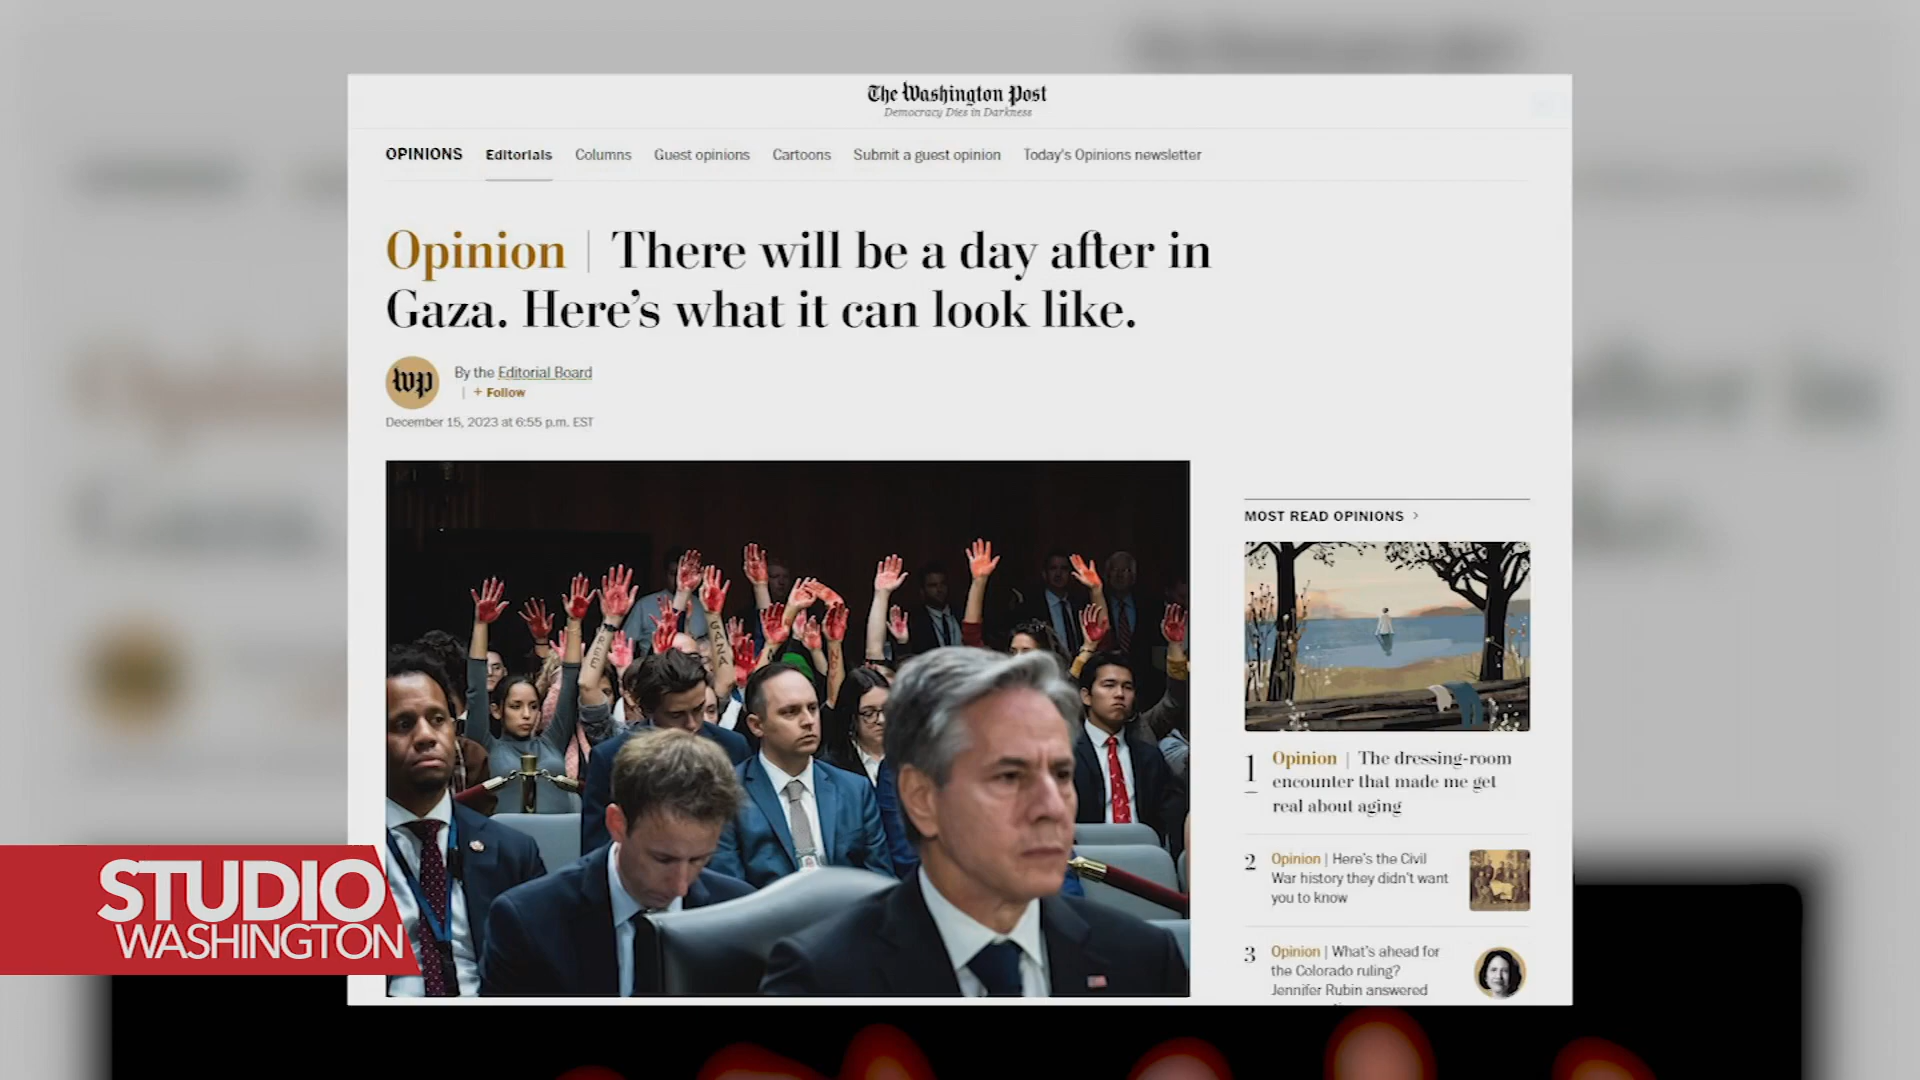 The Washington Post
Democracy Dies in Darkness
OPINIONS Editorials Columns Guest opinions Cartoons Submit a guest opinion Today's Opinions newsletter
Opinion | There will be a day after in
Gaza. Here's what it can look like.
wp
By the Editorial Board
| + Follow
December 15, 2023 at 6:55 p.m. EST
FREE
GAZA
MOST READ OPINIONS >
1 Opinion | The dressing-room
encounter that made me get
real about aging
2 Opinion | Here's the Civil
War history they didn't want
you to know
3 Opinion | What's ahead for
the Colorado ruling?
Jennifer Rubin answered
STUDIO
WASHINGTON